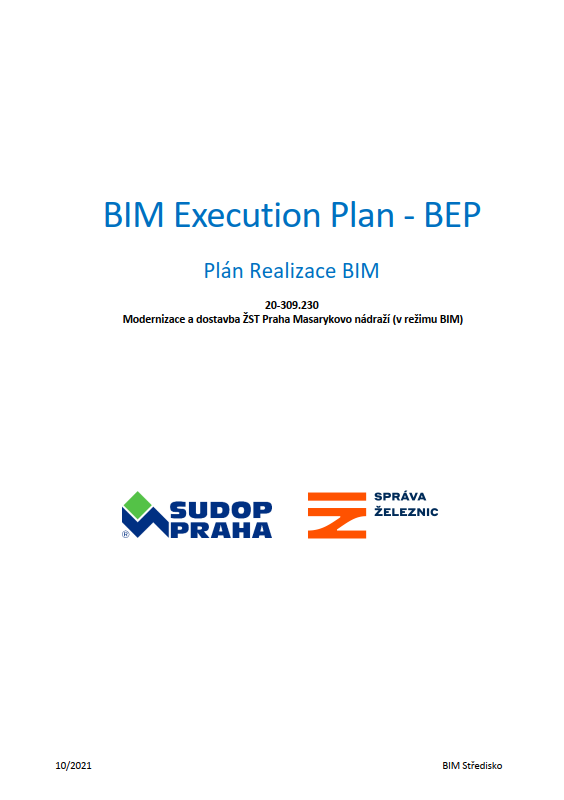 BIM Execution Plan - BEP
Plán Realizace BIM
20-309.230
Modernizace a dostavba ŽST Praha Masarykovo nádraží (v režimu BIM)
SUDOP
PRAHA
®
SPRÁVA
ŽELEZNIC
10/2021
BIM Středisko